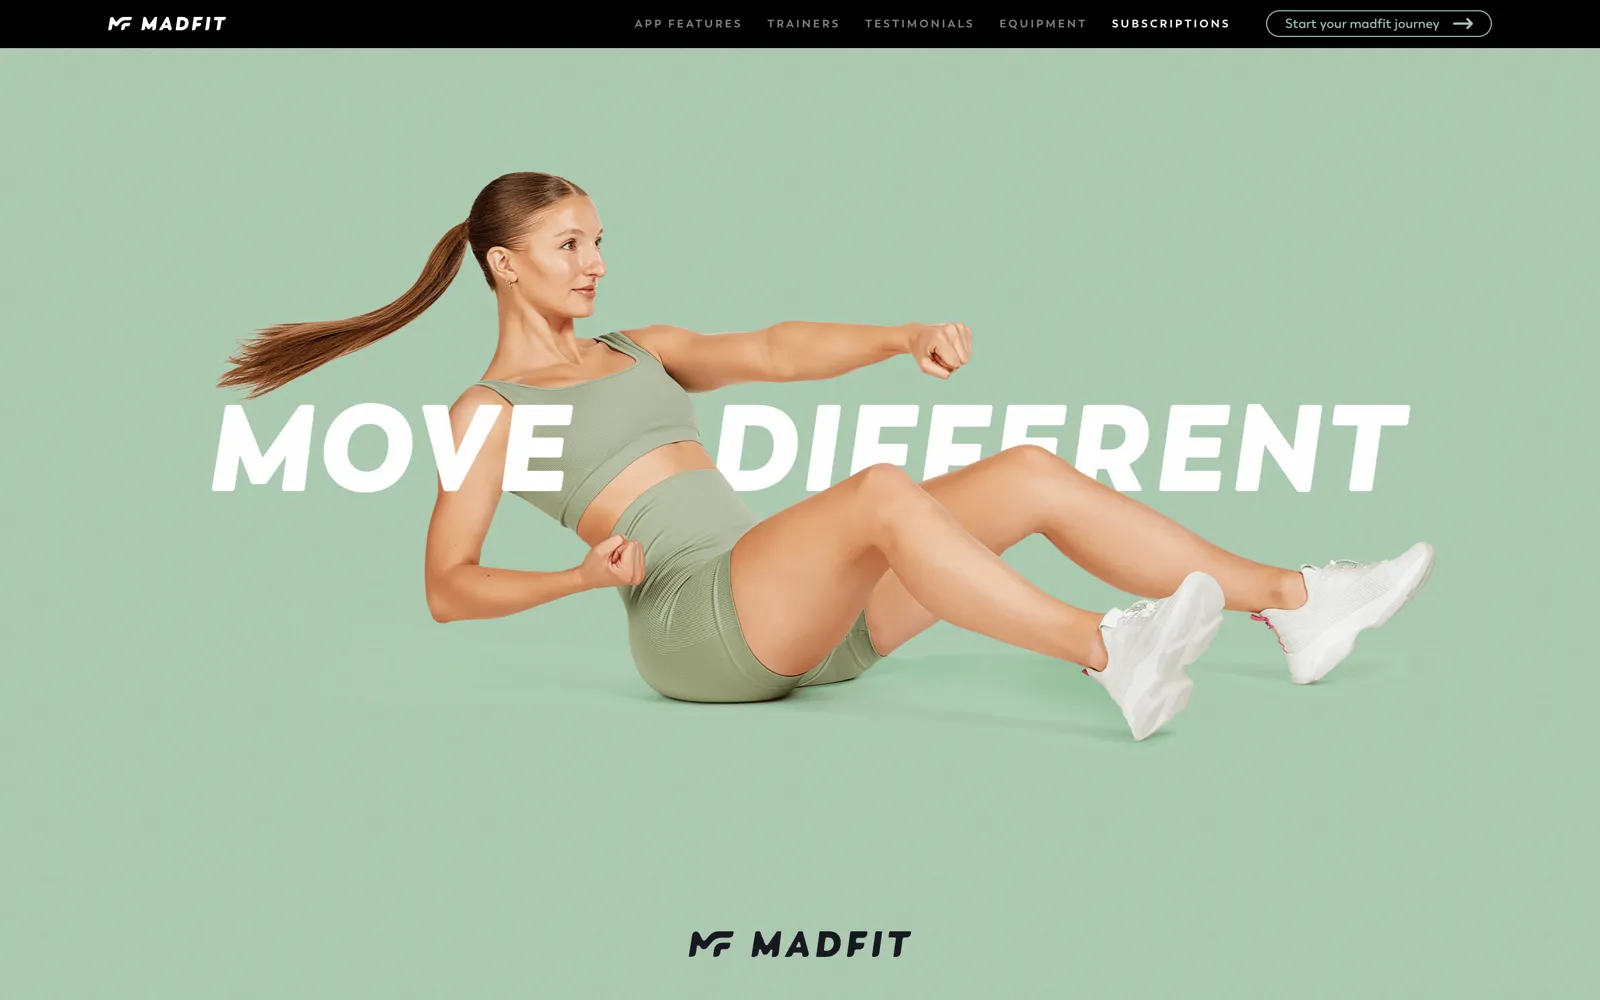 MADFIT
APP FEATURES
TRAINERS
TESTIMONIALS
EQUIPMENT
SUBSCRIPTIONS
Start your madfit journey
MOVE DIFFERENT
MADFIT